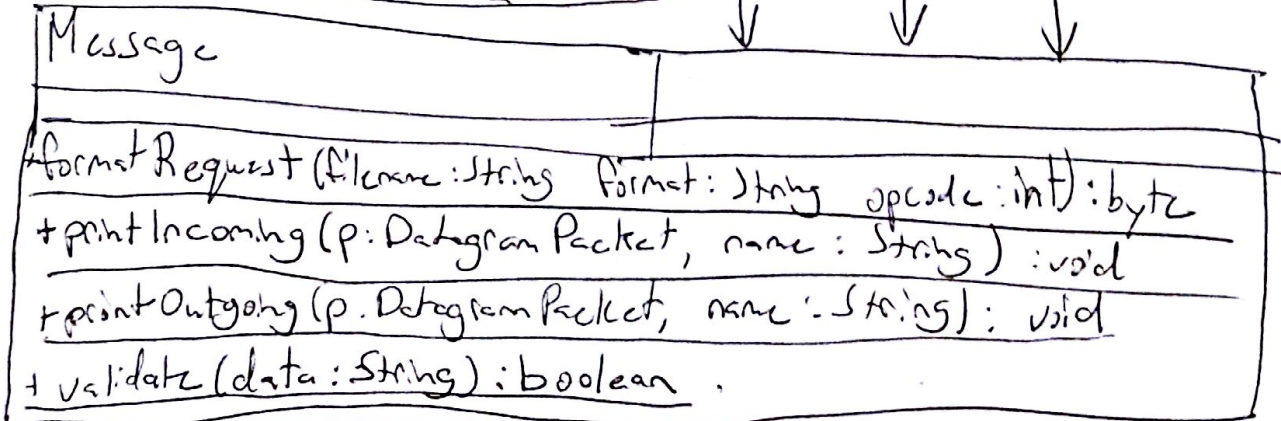 Message
+formatRequest(filename:String format:String opcode:int):byte
+printIncoming(p:DatagramPacket, name:String):void
+printOutgoing(p.DatagramPacket, name:String):void
+validate(data:String):boolean.